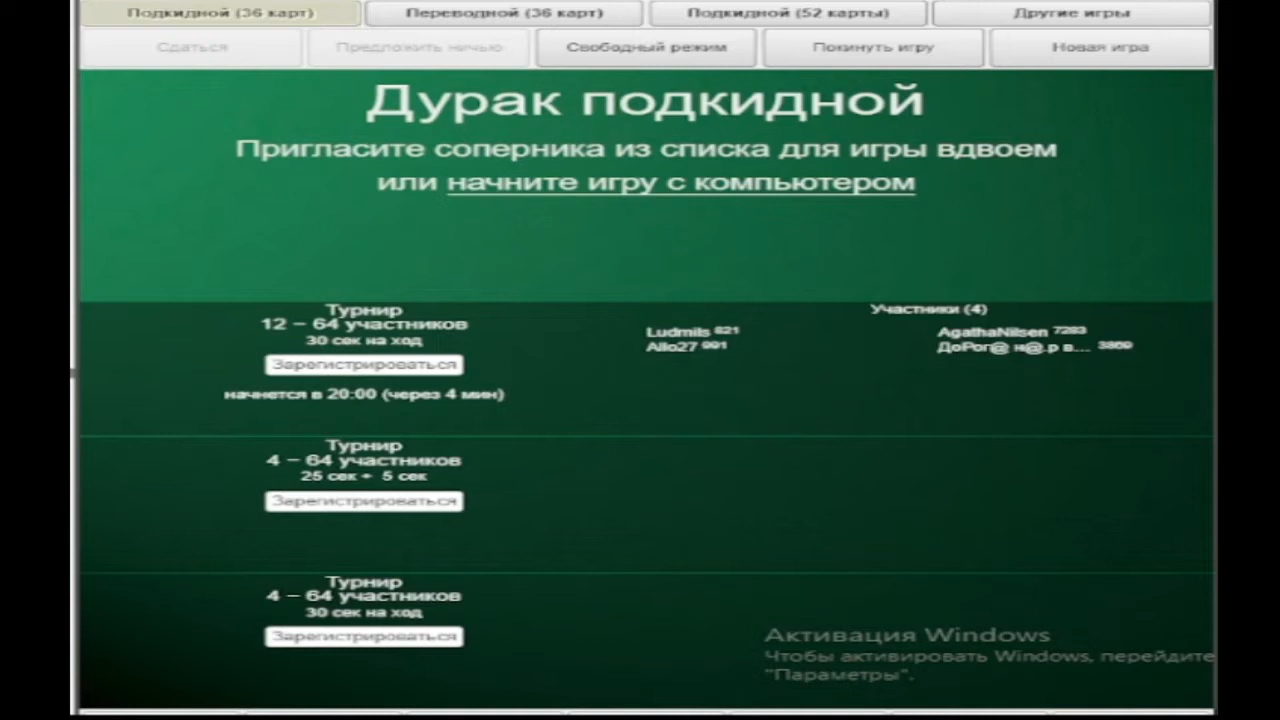 Подкидной (36 карт) Переводной (36 карт) Подкидной (52 карты) Другие игры
Сдаться Предложить ничью Свободный режим Покинуть игру Новая игра
Дурак подкидной
Пригласите соперника из списка для игры вдвоем
или начните игру с компьютером
Турнир
12 – 64 участников
30 сек на ход
Зарегистрироваться
начнется в 20:00 (через 4 мин)
Участники (4)
Ludmils 821 AgathaNilsen 7283
Allo27 991 ДоРог@ н@.р в... 3869
Турнир
4 – 64 участников
25 сек + 5 сек
Зарегистрироваться
Турнир
4 – 64 участников
30 сек на ход
Зарегистрироваться
Активация Windows
Чтобы активировать Windows, перейдите
"Параметры".